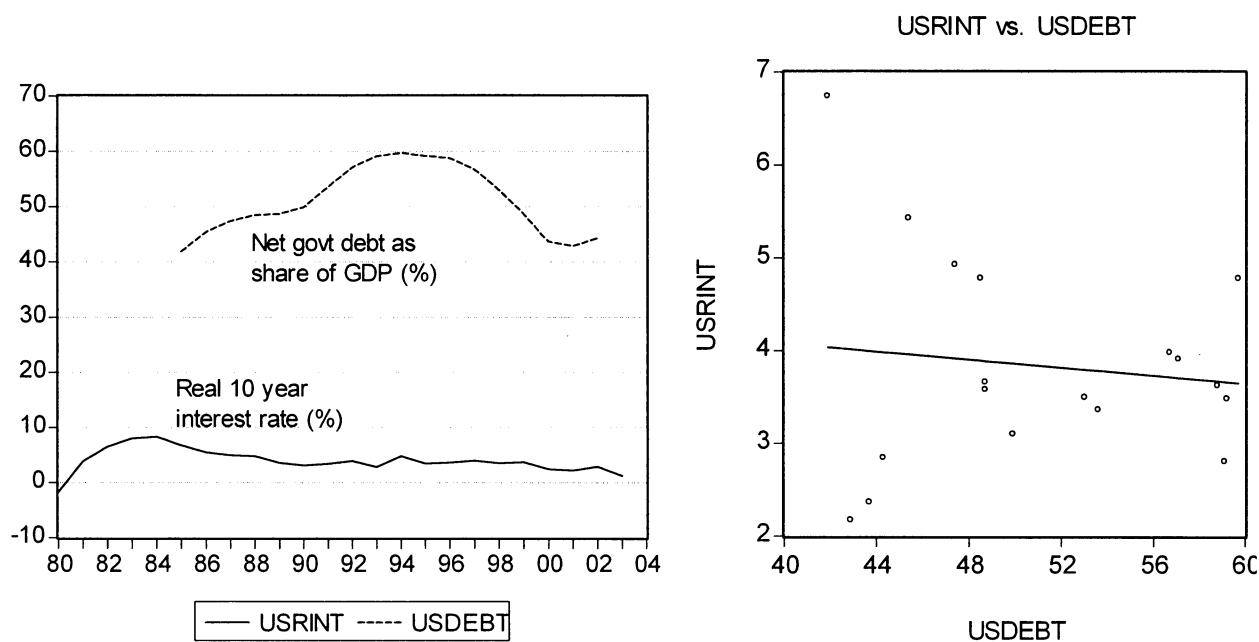 70
60
50
40
30
20
10
0
-10
Net govt debt as
share of GDP (%)
Real 10 year
interest rate (%)
80 82 84 86 88 90 92 94 96 98 00 02 04
USRINT USDEBT
USRINT vs. USDEBT
7
6
5
4
3
2
USRINT
40 44 48 52 56 60
USDEBT